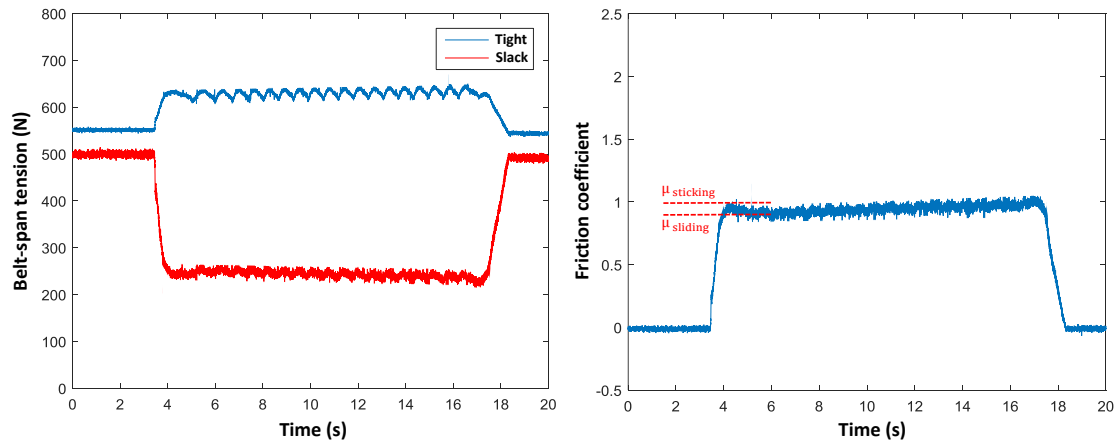 Belt-span tension (N)
800
700
600
500
400
300
200
100
0
Tight
Slack
0 2 4 6 8 10 12 14 16 18 20
Time (s)
Friction coefficient
2.5
2
1.5
1
0.5
0
-0.5
μ sticking
μ sliding
0 2 4 6 8 10 12 14 16 18 20
Time (s)